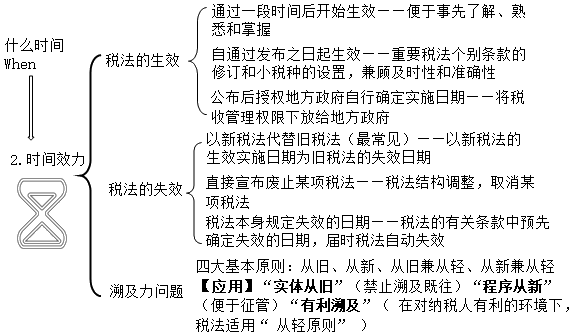 什么时间
When
2.时间效力
税法的生效
通过一段时间后开始生效——便于事先了解、熟
悉和掌握
自通过发布之日起生效——重要税法个别条款的
修订和小税种的设置，兼顾及时性和准确性
公布后授权地方政府自行确定实施日期——将税
收管理权限下放给地方政府
税法的失效
以新税法代替旧税法（最常见）——以新税法的
生效实施日期为旧税法的失效日期
直接宣布废止某项税法——税法结构调整，取消某
项税法
税法本身规定失效的日期——税法的有关条款中预先
确定失效的日期，届时税法自动失效
溯及力问题
四大基本原则：从旧、从新、从旧兼从轻、从新兼从轻
【应用】“实体从旧”（禁止溯及既往）“程序从新”
（便于征管）“有利溯及”（ 在对纳税人有利的环境下，
税法适用“ 从轻原则” ）